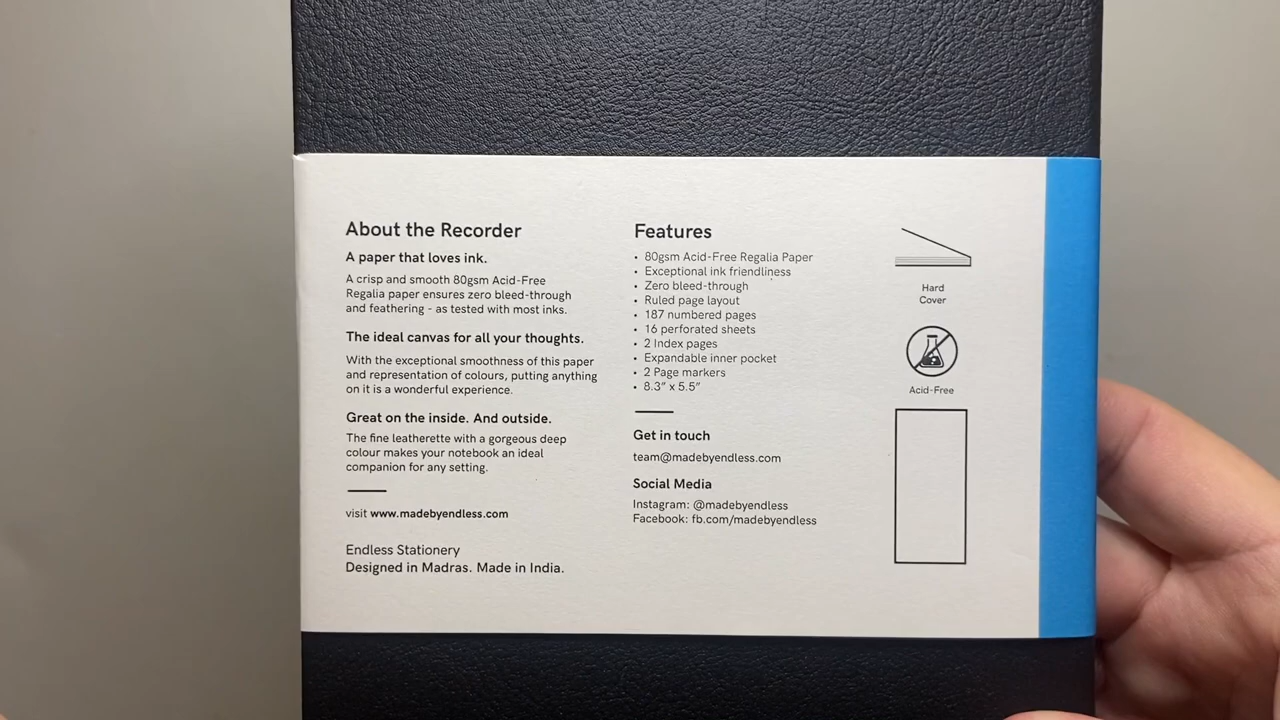 About the Recorder
A paper that loves ink.
A crisp and smooth 80gsm Acid-Free
Regalia paper ensures zero bleed-through
and feathering - as tested with most inks.
The ideal canvas for all your thoughts.
With the exceptional smoothness of this paper
and representation of colours, putting anything
on it is a wonderful experience.
Great on the inside. And outside.
The fine leatherette with a gorgeous deep
colour makes your notebook an ideal
companion for any setting.
visit www.madebyendless.com
Endless Stationery
Designed in Madras. Made in India.
Features
• 80gsm Acid-Free Regalia Paper
• Exceptional ink friendliness
• Zero bleed-through
• Ruled page layout
• 187 numbered pages
• 16 perforated sheets
• 2 Index pages
• Expandable inner pocket
• 2 Page markers
• 8.3" x 5.5"
Get in touch
team@madebyendless.com
Social Media
Instagram: @madebyendless
Facebook: fb.com/madebyendless
Hard
Cover
Acid-Free